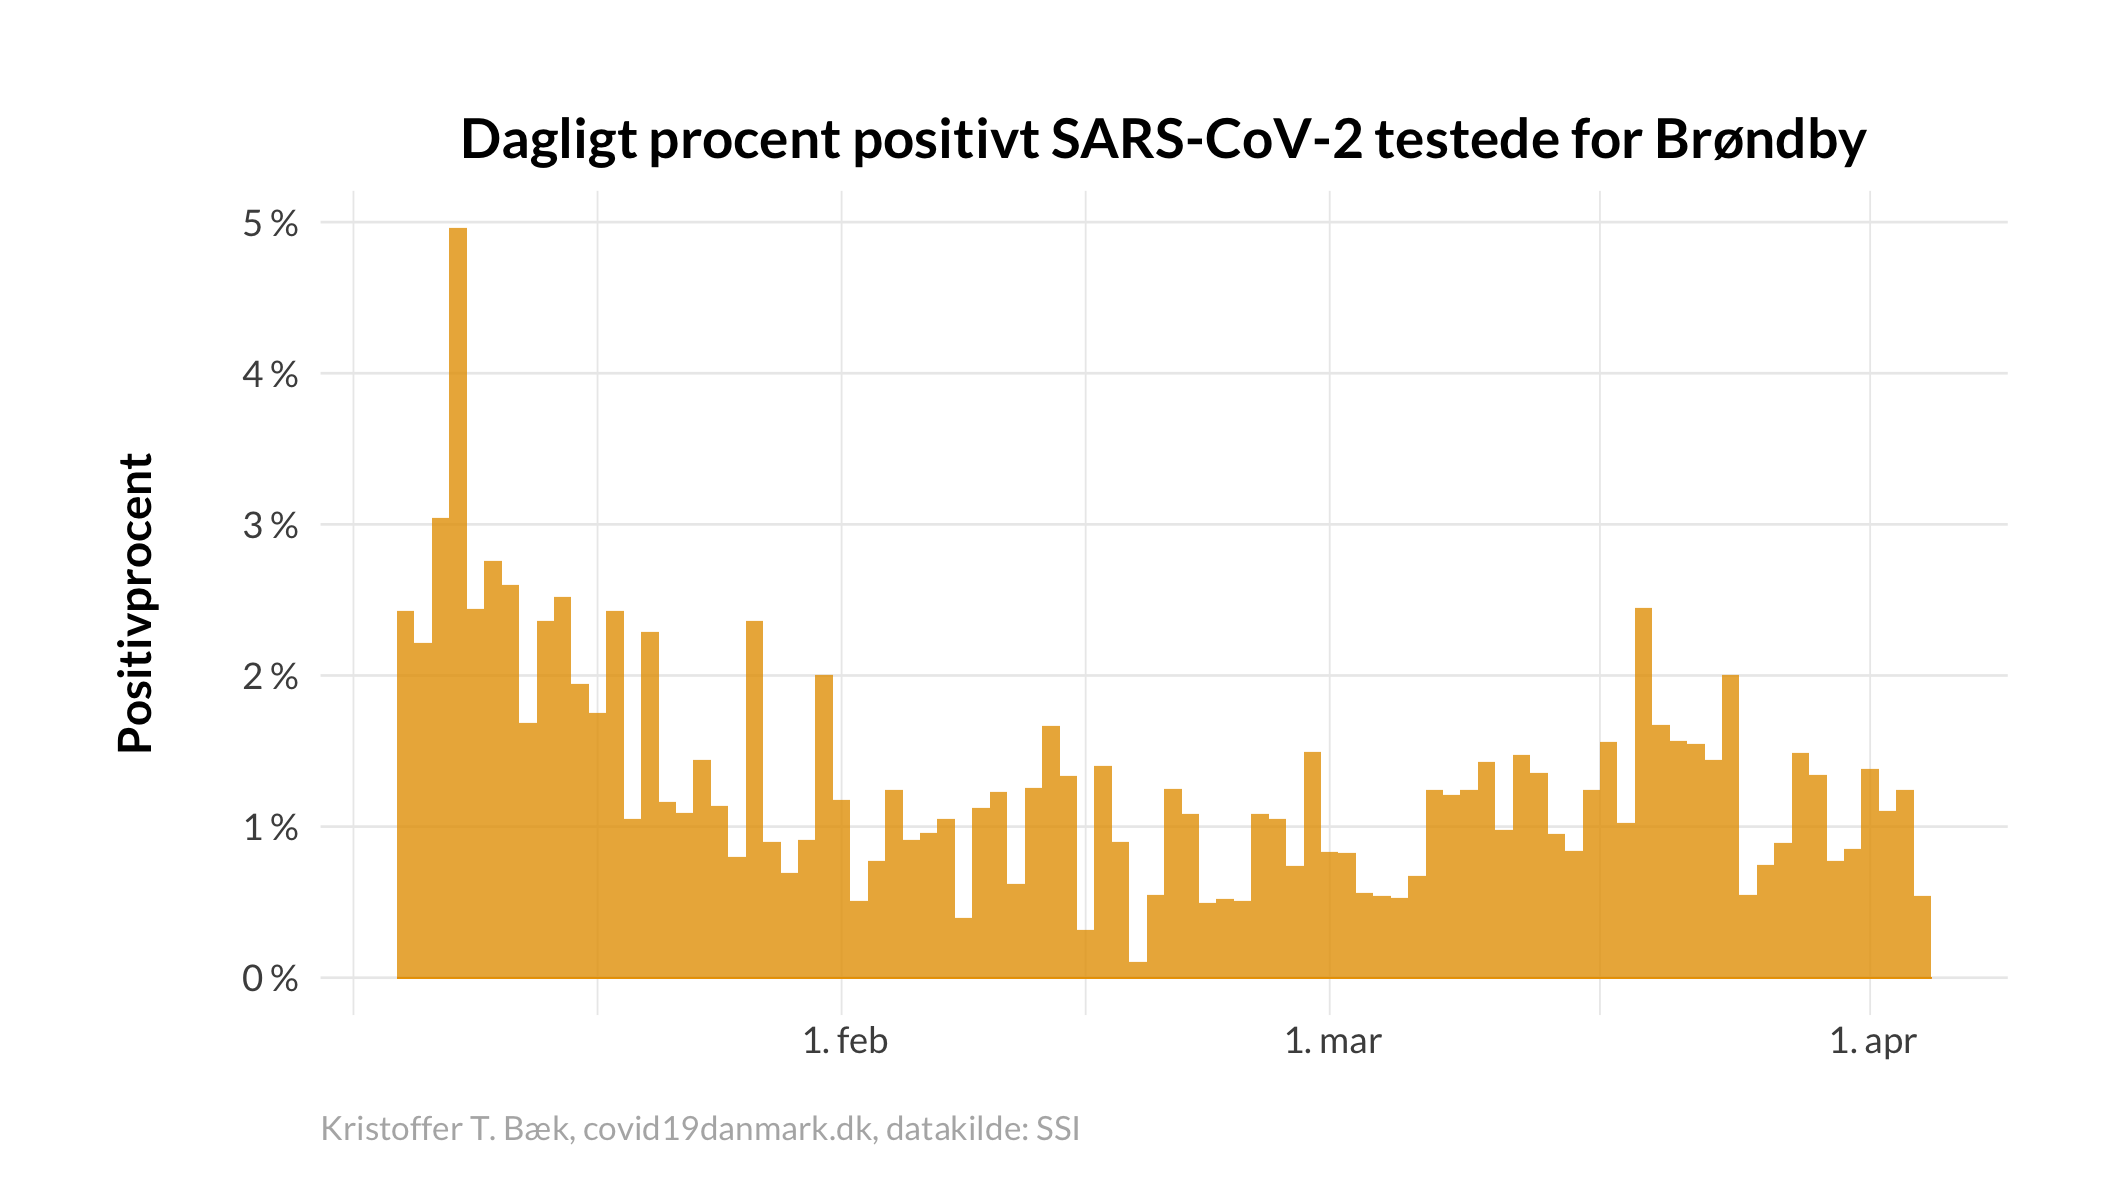 Dagligt procent positivt SARS-CoV-2 testede for Brøndby
Positivprocent
5 %
4 %
3 %
2 %
1 %
0 %
1. feb
1. mar
1. apr
Kristoffer T. Bæk, covid19danmark.dk, datakilde: SSI